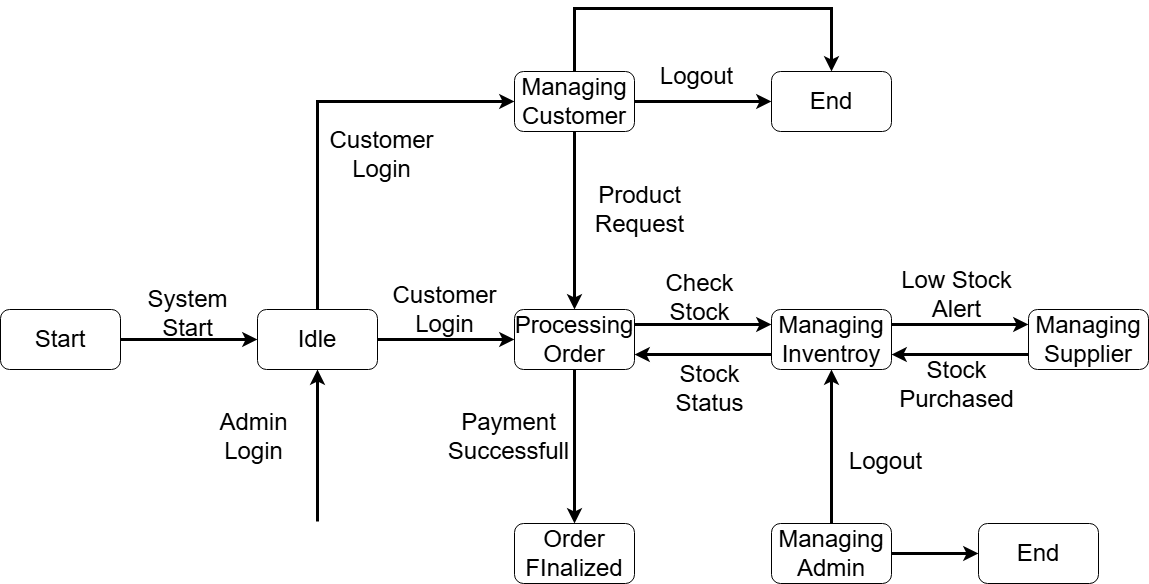 Managing
Customer
Logout
End
Customer
Login
Product
Request
Start
System
Start
Idle
Customer
Login
Processing
Order
Check
Stock
Stock
Status
Managing
Inventroy
Low Stock
Alert
Stock
Purchased
Managing
Supplier
Admin
Login
Payment
Successfull
Logout
Order
FInalized
Managing
Admin
End